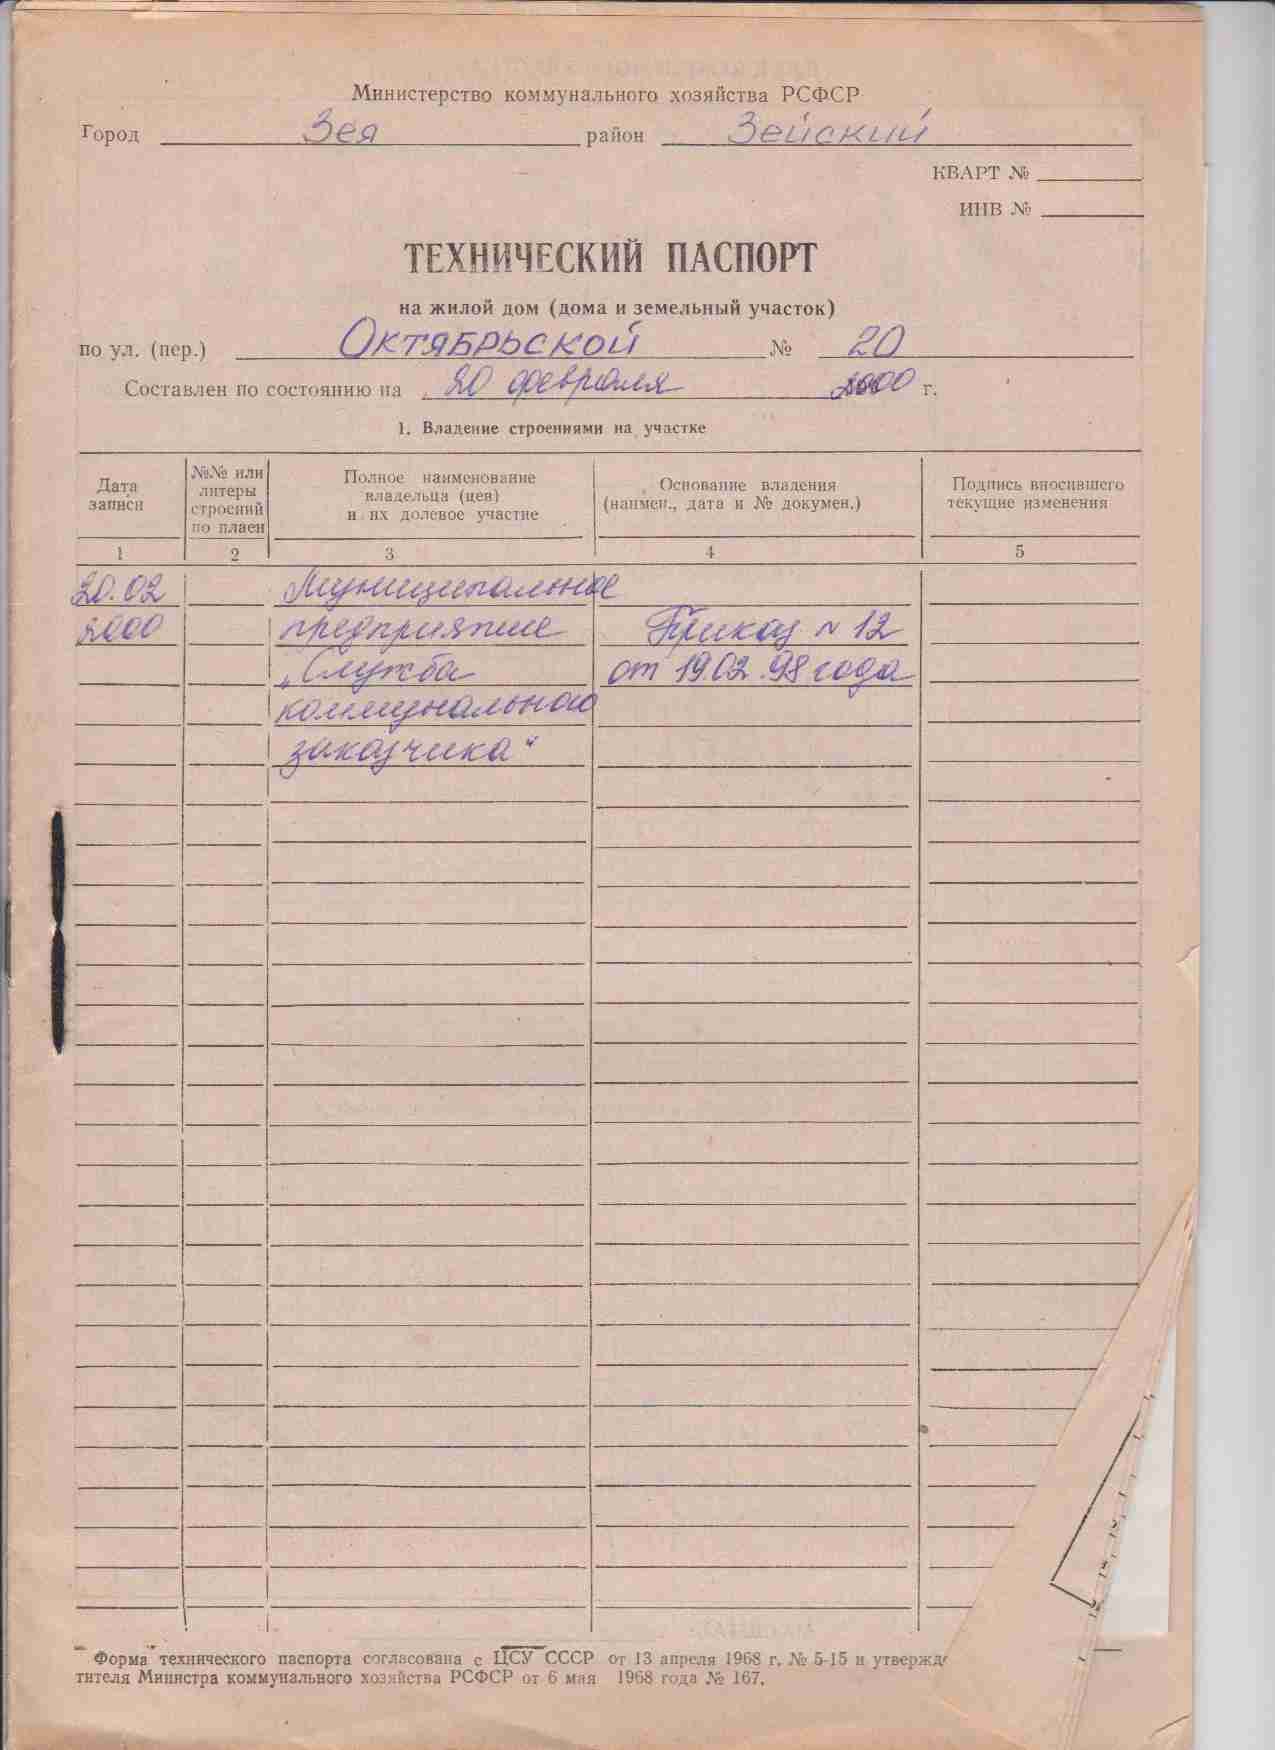 Министерство коммунального хозяйства РСФСР
Город Зея район Зейский
КВАРТ №
ИНВ №
ТЕХНИЧЕСКИЙ ПАСПОРТ
на жилой дом (дома и земельный участок)
по ул. (пер.) Октябрьской № 20
Составлен по состоянию на 20 февраля 2000 г.
1. Владение строениями на участке
Дата записи
№№ или литеры строений по плаеи
Полное наименование владельца (цев) и их долевое участие
Основание владения (наимен., дата и № докумен.)
Подпись вносившего текущие изменения
1 2 3 4 5
20.02 Муниципальное
2000 предприятие Приказ N 12
„Служба от 19.02.98 года
коммунального
заказчика"
Форма технического паспорта согласована с ЦСУ СССР от 13 апреля 1968 г. № 5-15 и утвержд
тителя Министра коммунального хозяйства РСФСР от 6 мая 1968 года № 167.